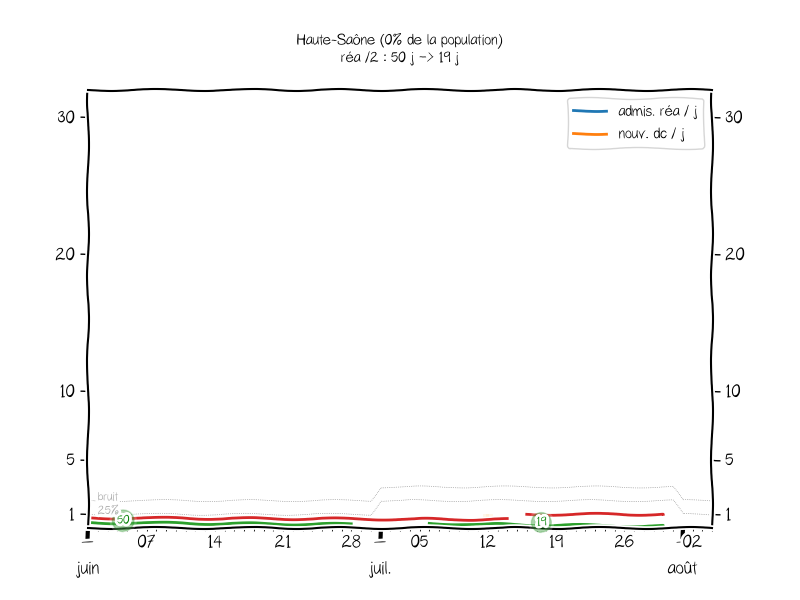 Haute-Saône (0% de la population)
réa /2 : 50 j -> 19 j
admis. réa / j
nouv. dc / j
30
30
20
20
10
10
5
5
bruit
25%
1
1
50
19
07
14
21
28
05
12
19
26
02
juin
juil.
août